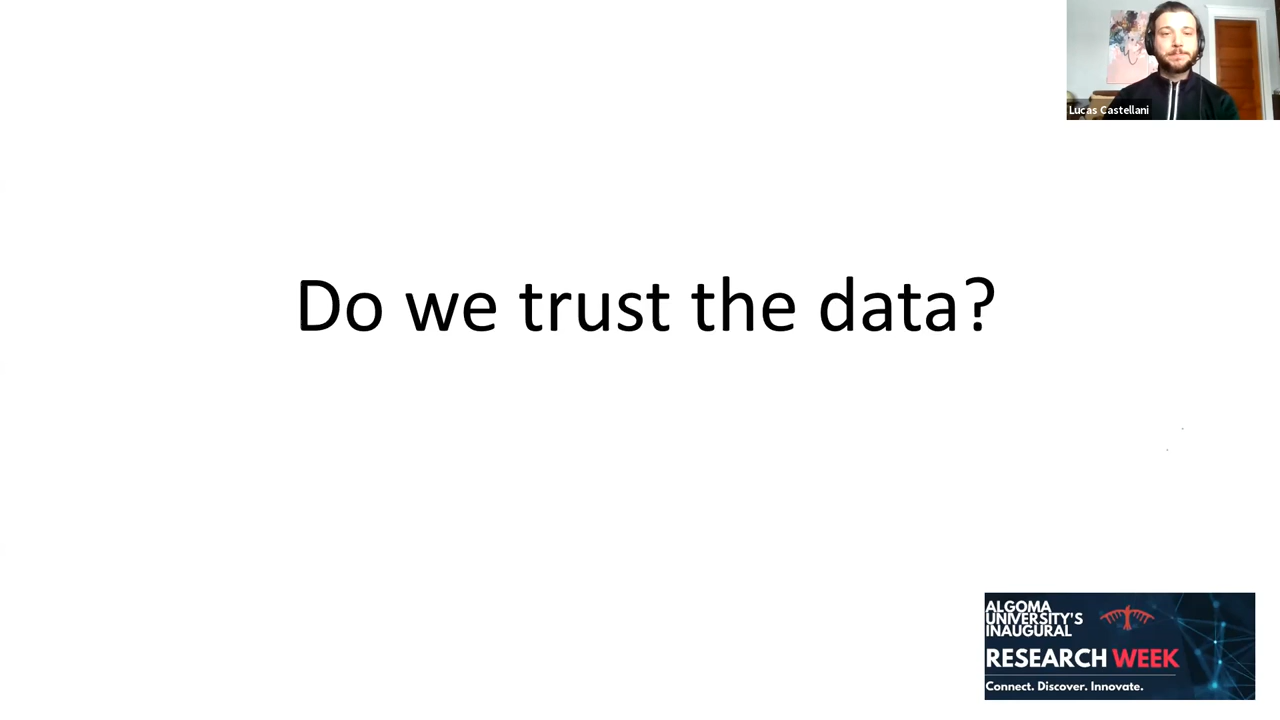 Lucas Castellani
Do we trust the data?
ALGOMA
UNIVERSITY'S
INAUGURAL
RESEARCH WEEK
Connect. Discover. Innovate.